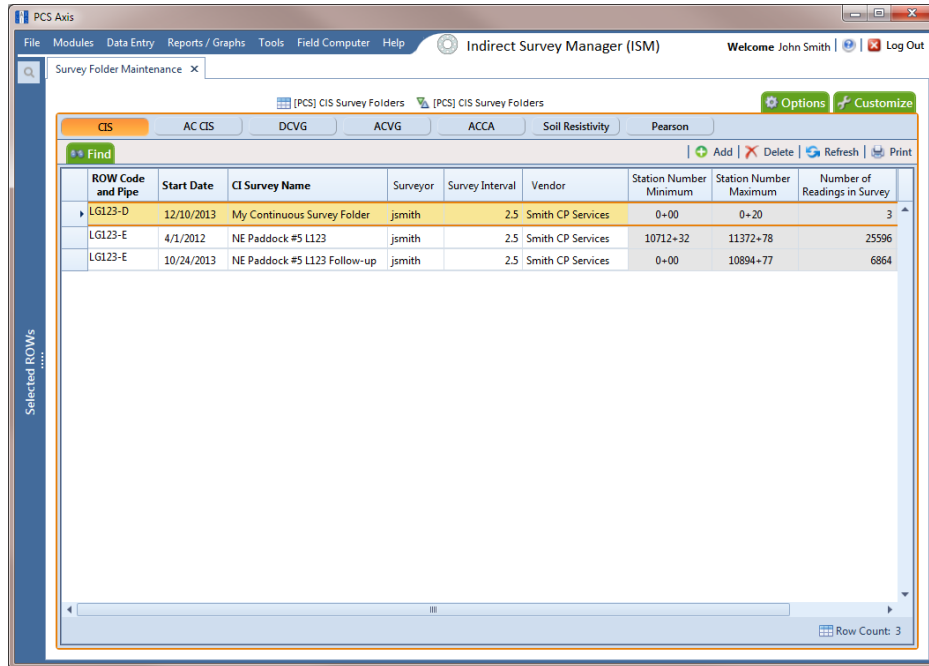 PCS Axis
File Modules Data Entry Reports / Graphs Tools Field Computer Help Indirect Survey Manager (ISM) Welcome John Smith | | Log Out
Survey Folder Maintenance X
[PCS] CIS Survey Folders [PCS] CIS Survey Folders Options Customize
CIS AC CIS DCVG ACVG ACCA Soil Resistivity Pearson
Find | Add | Delete | Refresh | Print
ROW Code and Pipe Start Date CI Survey Name Surveyor Survey Interval Vendor Station Number Minimum Station Number Maximum Number of Readings in Survey
LG123-D 12/10/2013 My Continuous Survey Folder jsmith 2.5 Smith CP Services 0+00 0+20 3
LG123-E 4/1/2012 NE Paddock #5 L123 jsmith 2.5 Smith CP Services 10712+32 11372+78 25596
LG123-E 10/24/2013 NE Paddock #5 L123 Follow-up jsmith 2.5 Smith CP Services 0+00 10894+77 6864
Selected ROWs
Row Count: 3